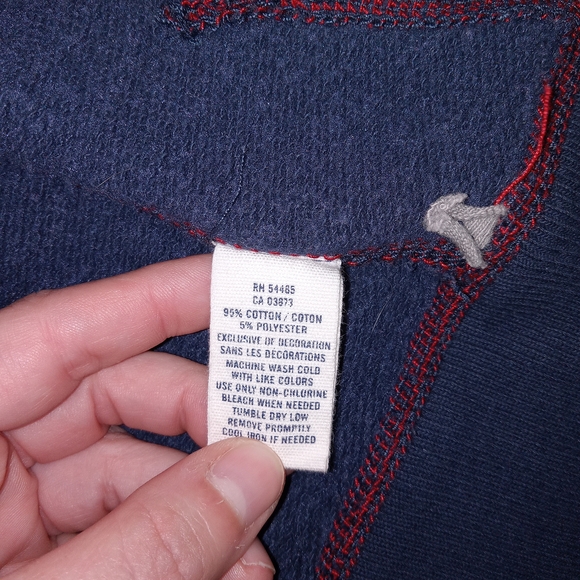 RN 54485
CA 03873
95% COTTON / COTON
5% POLYESTER
EXCLUSIVE OF DECORATION
SANS LES DÉCORATIONS
MACHINE WASH COLD
WITH LIKE COLORS
USE ONLY NON-CHLORINE
BLEACH WHEN NEEDED
TUMBLE DRY LOW
REMOVE PROMPTLY
COOL IRON IF NEEDED